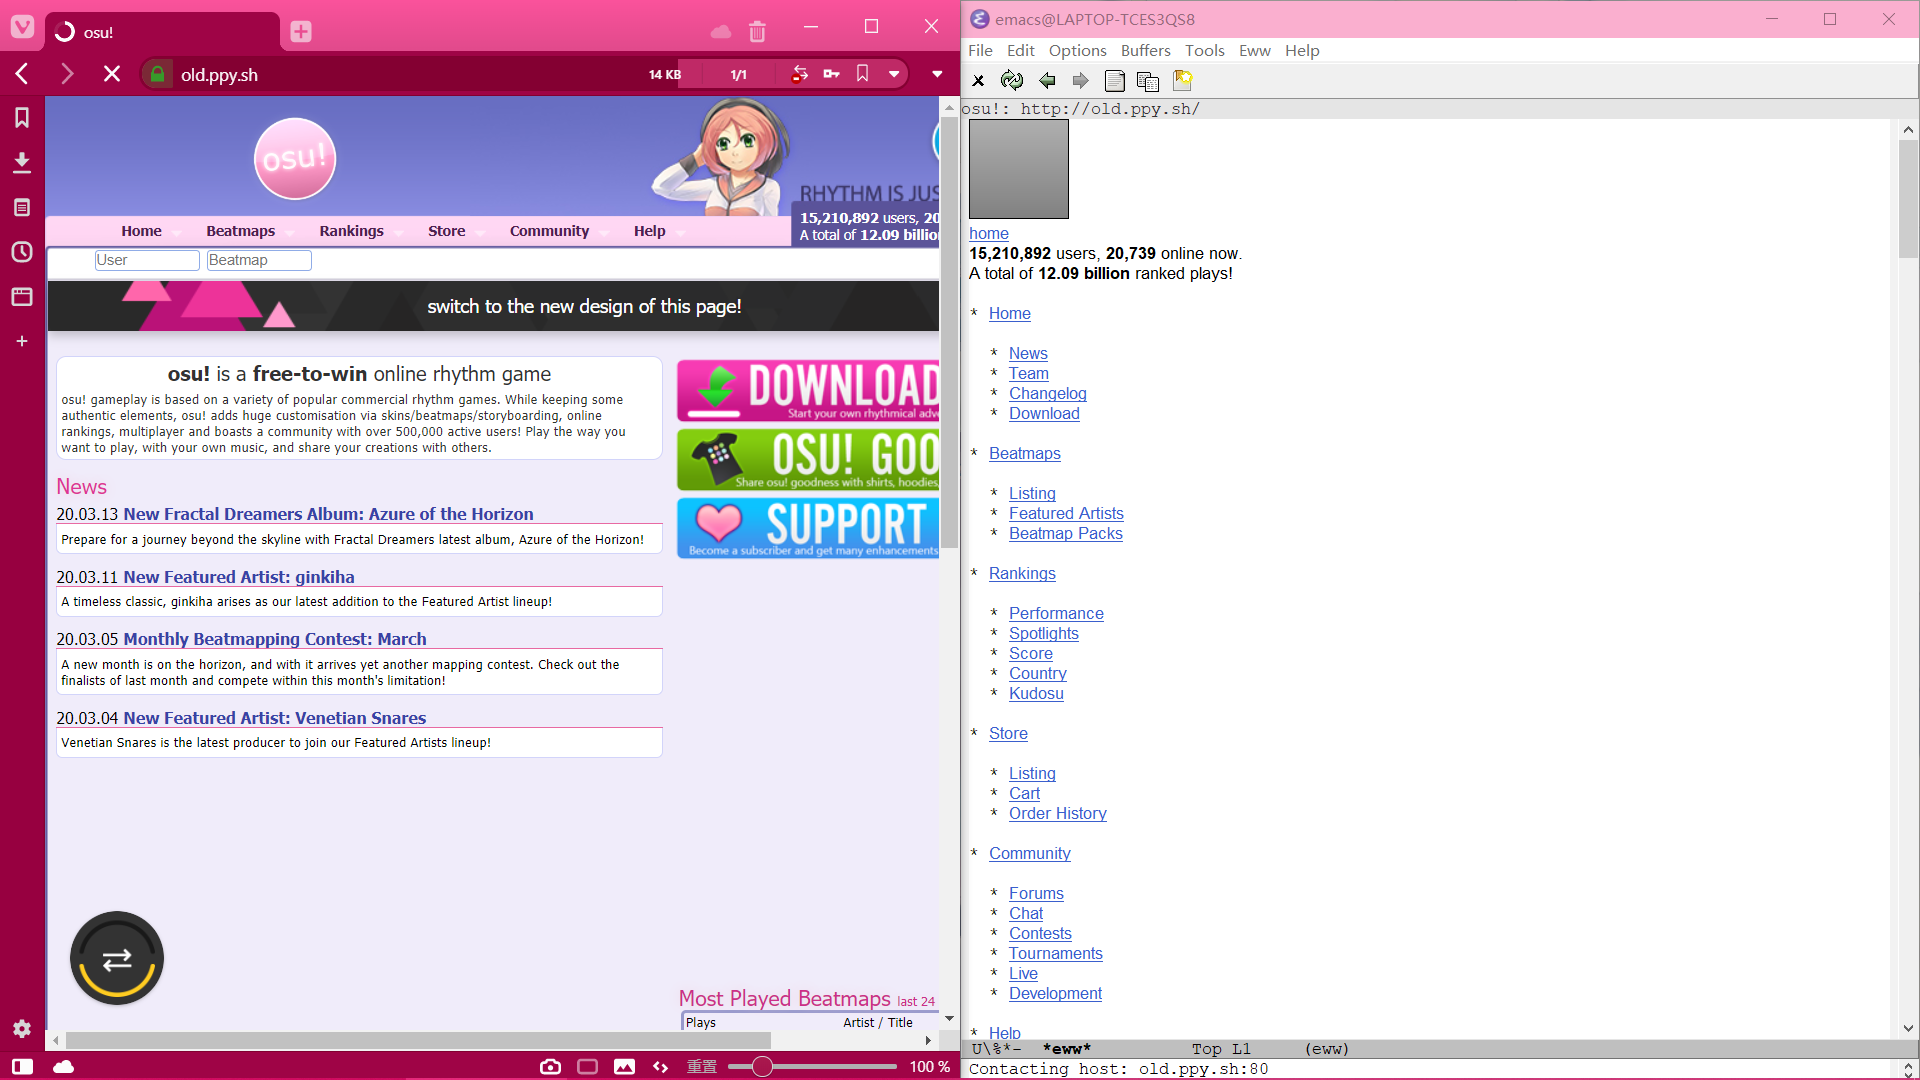 osu!
old.ppy.sh
14 KB
1/1
osu!
RHYTHM IS JUS
15,210,892 users, 20
A total of 12.09 billio
Home Beatmaps Rankings Store Community Help
User Beatmap
switch to the new design of this page!
osu! is a free-to-win online rhythm game
osu! gameplay is based on a variety of popular commercial rhythm games. While keeping some
authentic elements, osu! adds huge customisation via skins/beatmaps/storyboarding, online
rankings, multiplayer and boasts a community with over 500,000 active users! Play the way you
want to play, with your own music, and share your creations with others.
News
20.03.13 New Fractal Dreamers Album: Azure of the Horizon
Prepare for a journey beyond the skyline with Fractal Dreamers latest album, Azure of the Horizon!
20.03.11 New Featured Artist: ginkiha
A timeless classic, ginkiha arises as our latest addition to the Featured Artist lineup!
20.03.05 Monthly Beatmapping Contest: March
A new month is on the horizon, and with it arrives yet another mapping contest. Check out the
finalists of last month and compete within this month's limitation!
20.03.04 New Featured Artist: Venetian Snares
Venetian Snares is the latest producer to join our Featured Artists lineup!
DOWNLOAD
Start your own rhythmical adve
OSU! GOO
Share osu! goodness with shirts, hoodies,
SUPPORT
Become a subscriber and get many enhancements
Most Played Beatmaps last 24
Plays Artist / Title
重置
100 %
emacs@LAPTOP-TCES3QS8
File Edit Options Buffers Tools Eww Help
osu!: http://old.ppy.sh/
home
15,210,892 users, 20,739 online now.
A total of 12.09 billion ranked plays!
* Home
* News
* Team
* Changelog
* Download
* Beatmaps
* Listing
* Featured Artists
* Beatmap Packs
* Rankings
* Performance
* Spotlights
* Score
* Country
* Kudosu
* Store
* Listing
* Cart
* Order History
* Community
* Forums
* Chat
* Contests
* Tournaments
* Live
* Development
* Help
U\%*- *eww* Top L1 (eww)
Contacting host: old.ppy.sh:80